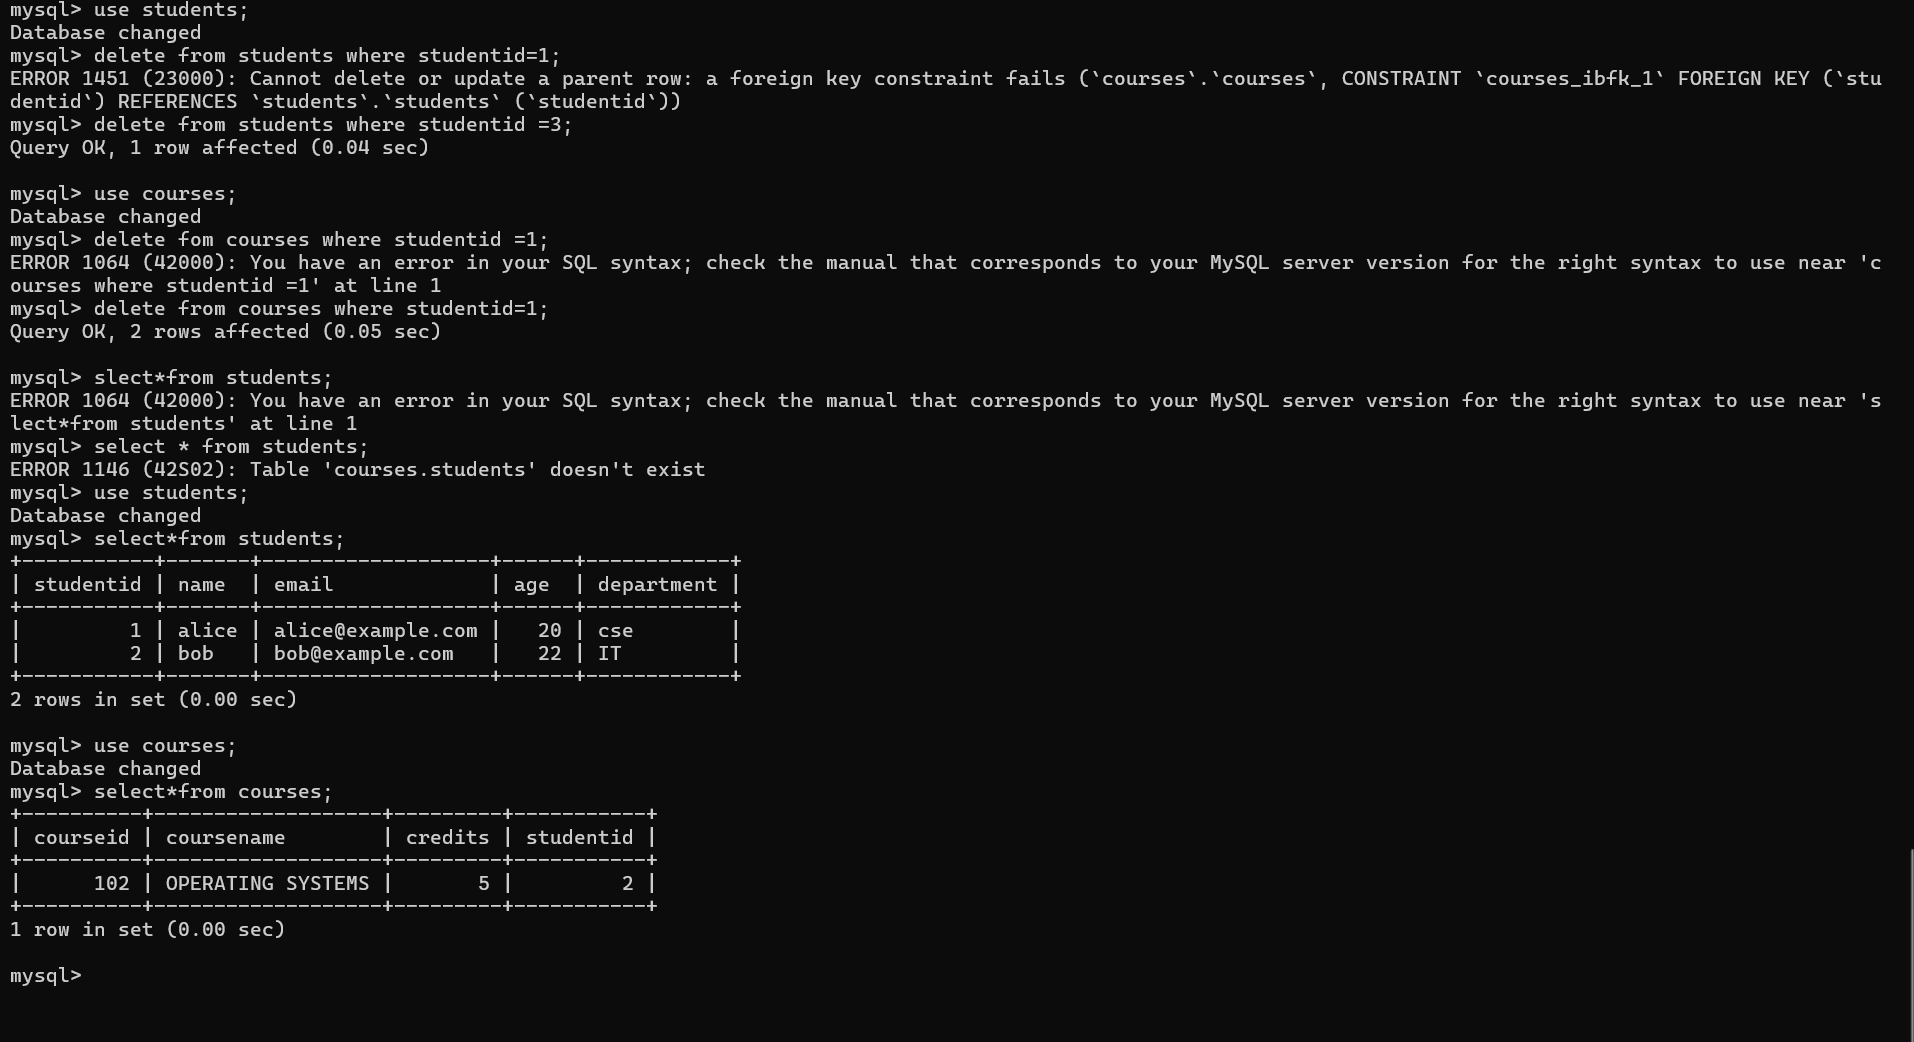 mysql> use students;
Database changed
mysql> delete from students where studentid=1;
ERROR 1451 (23000): Cannot delete or update a parent row: a foreign key constraint fails (`courses`.`courses`, CONSTRAINT `courses_ibfk_1` FOREIGN KEY (`stu
dentid`) REFERENCES `students`.`students` (`studentid`))
mysql> delete from students where studentid =3;
Query OK, 1 row affected (0.04 sec)

mysql> use courses;
Database changed
mysql> delete fom courses where studentid =1;
ERROR 1064 (42000): You have an error in your SQL syntax; check the manual that corresponds to your MySQL server version for the right syntax to use near 'c
ourses where studentid =1' at line 1
mysql> delete from courses where studentid=1;
Query OK, 2 rows affected (0.05 sec)

mysql> slect*from students;
ERROR 1064 (42000): You have an error in your SQL syntax; check the manual that corresponds to your MySQL server version for the right syntax to use near 's
lect*from students' at line 1
mysql> select * from students;
ERROR 1146 (42S02): Table 'courses.students' doesn't exist
mysql> use students;
Database changed
mysql> select*from students;
+-----------+-------+-------------------+------+------------+
| studentid | name  | email             | age  | department |
+-----------+-------+-------------------+------+------------+
|         1 | alice | alice@example.com |   20 | cse        |
|         2 | bob   | bob@example.com   |   22 | IT         |
+-----------+-------+-------------------+------+------------+
2 rows in set (0.00 sec)

mysql> use courses;
Database changed
mysql> select*from courses;
+----------+-------------------+---------+-----------+
| courseid | coursename        | credits | studentid |
+----------+-------------------+---------+-----------+
|      102 | OPERATING SYSTEMS |       5 |         2 |
+----------+-------------------+---------+-----------+
1 row in set (0.00 sec)

mysql>